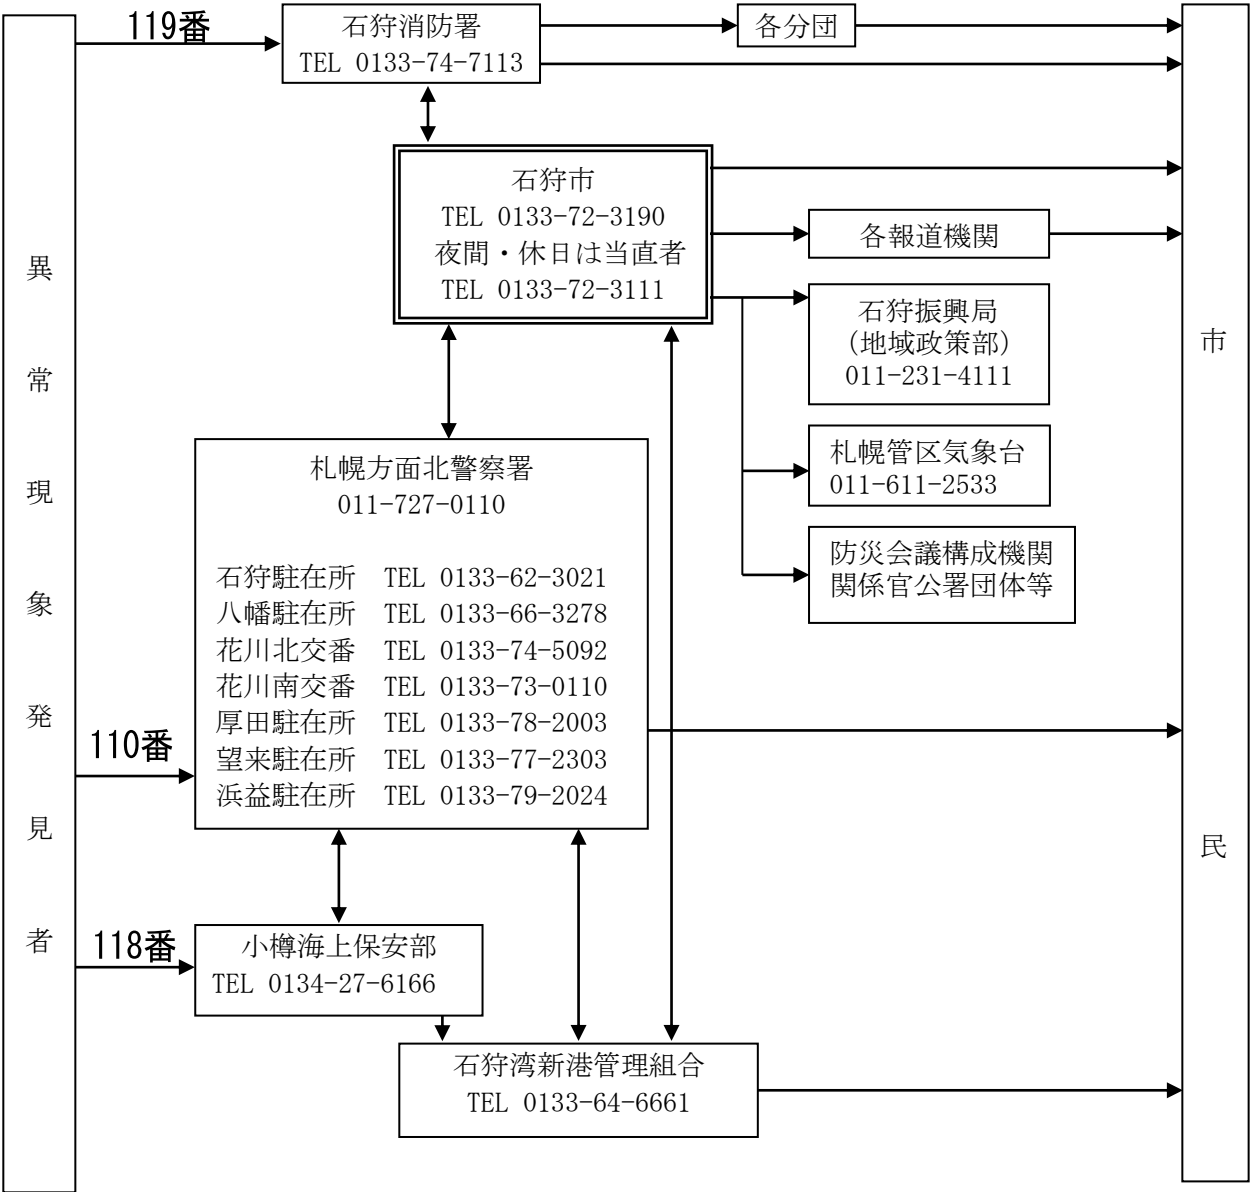 119番
石狩消防署
TEL 0133-74-7113
各分団
石狩市
TEL 0133-72-3190
夜間・休日は当直者
TEL 0133-72-3111
各報道機関
石狩振興局
(地域政策部)
011-231-4111
札幌管区気象台
011-611-2533
防災会議構成機関
関係官公署団体等
異常現象発見者
110番
札幌方面北警察署
011-727-0110
石狩駐在所 TEL 0133-62-3021
八幡駐在所 TEL 0133-66-3278
花川北交番 TEL 0133-74-5092
花川南交番 TEL 0133-73-0110
厚田駐在所 TEL 0133-78-2003
望来駐在所 TEL 0133-77-2303
浜益駐在所 TEL 0133-79-2024
118番
小樽海上保安部
TEL 0134-27-6166
石狩湾新港管理組合
TEL 0133-64-6661
市民